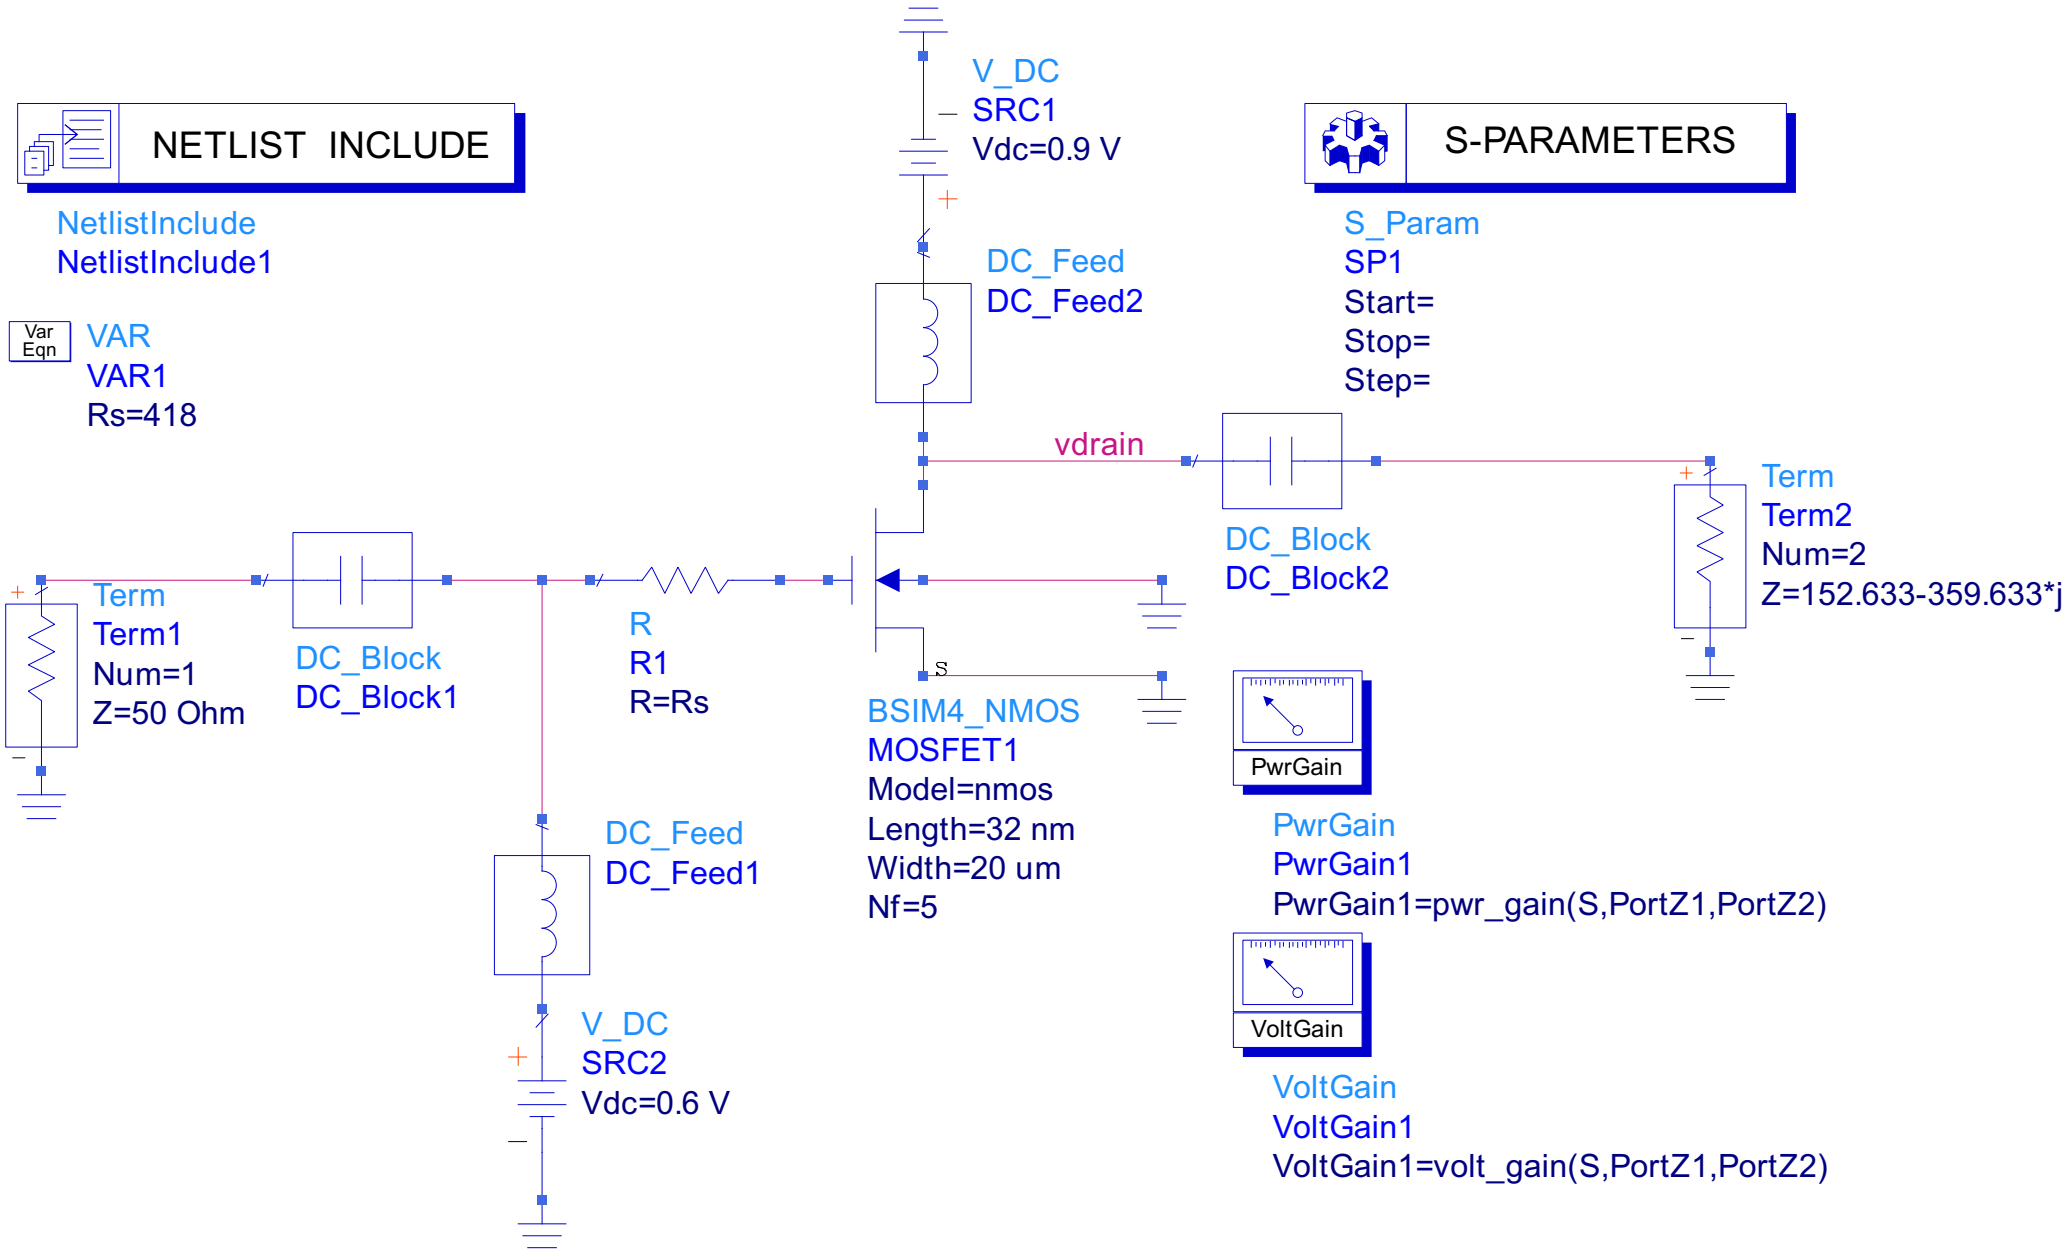 V_DC
SRC1
Vdc=0.9 V
NETLIST INCLUDE
NetlistInclude
NetlistInclude1
S-PARAMETERS
S_Param
SP1
Start=
Stop=
Step=
DC_Feed
DC_Feed2
Var
Eqn
VAR
VAR1
Rs=418
vdrain
DC_Block
DC_Block2
Term
Term2
Num=2
Z=152.633-359.633*j
Term
Term1
Num=1
Z=50 Ohm
DC_Block
DC_Block1
R
R1
R=Rs
S
BSIM4_NMOS
MOSFET1
Model=nmos
Length=32 nm
Width=20 um
Nf=5
PwrGain
PwrGain
PwrGain1
PwrGain1=pwr_gain(S,PortZ1,PortZ2)
DC_Feed
DC_Feed1
VoltGain
VoltGain
VoltGain1
VoltGain1=volt_gain(S,PortZ1,PortZ2)
V_DC
SRC2
Vdc=0.6 V